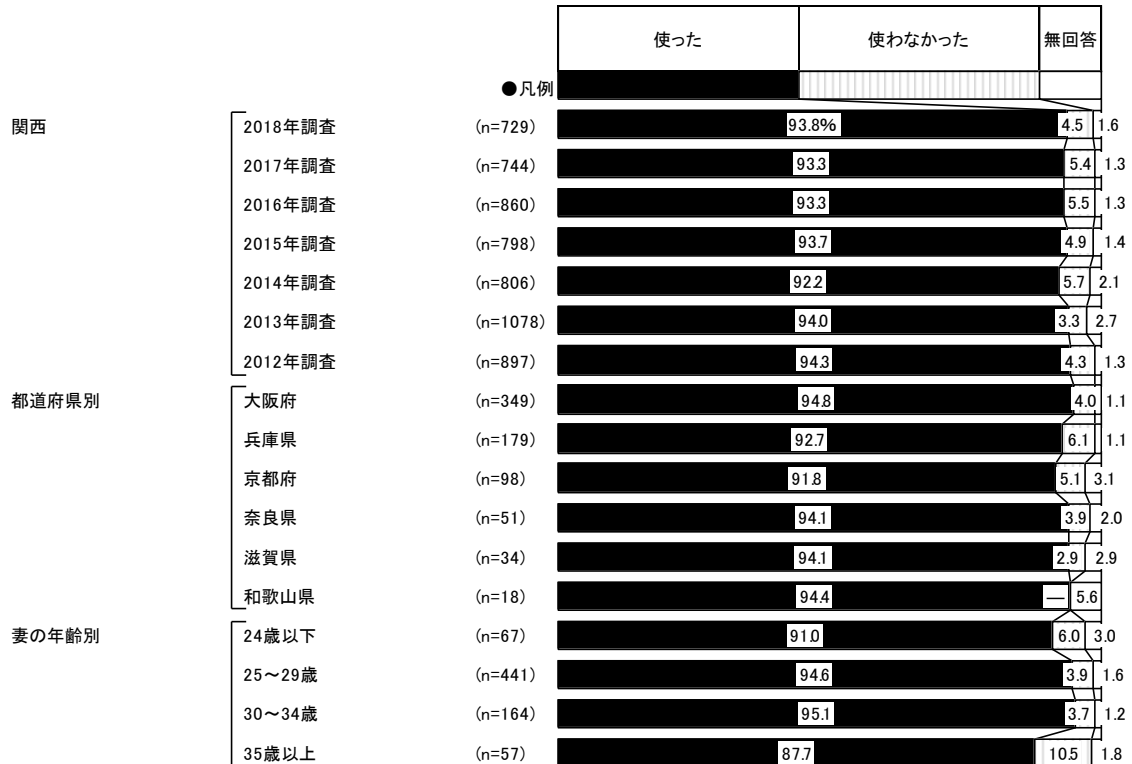 使った 使わなかった 無回答
●凡例
関西 2018年調査 (n=729) 93.8% 4.5 1.6
2017年調査 (n=744) 93.3 5.4 1.3
2016年調査 (n=860) 93.3 5.5 1.3
2015年調査 (n=798) 93.7 4.9 1.4
2014年調査 (n=806) 92.2 5.7 2.1
2013年調査 (n=1078) 94.0 3.3 2.7
2012年調査 (n=897) 94.3 4.3 1.3
都道府県別 大阪府 (n=349) 94.8 4.0 1.1
兵庫県 (n=179) 92.7 6.1 1.1
京都府 (n=98) 91.8 5.1 3.1
奈良県 (n=51) 94.1 3.9 2.0
滋賀県 (n=34) 94.1 2.9 2.9
和歌山県 (n=18) 94.4 — 5.6
妻の年齢別 24歳以下 (n=67) 91.0 6.0 3.0
25～29歳 (n=441) 94.6 3.9 1.6
30～34歳 (n=164) 95.1 3.7 1.2
35歳以上 (n=57) 87.7 10.5 1.8